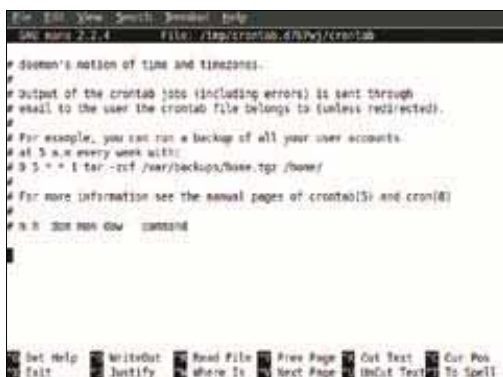 File Edit View Search Terminal Help
GNU nano 2.2.4 File: /tmp/crontab.d767wj/crontab
# daemon's notion of time and timezones.
#
# Output of the crontab jobs (including errors) is sent through
# email to the user the crontab file belongs to (unless redirected).
#
# For example, you can run a backup of all your user accounts
# at 5 a.m every week with:
# 0 5 * * 1 tar -zcf /var/backups/home.tgz /home/
#
# For more information see the manual pages of crontab(5) and cron(8)
#
# m h dom mon dow command
^G Get Help ^O WriteOut ^R Read File ^Y Prev Page ^K Cut Text ^C Cur Pos
^X Exit ^J Justify ^W Where Is ^V Next Page ^U UnCut Text ^T To Spell